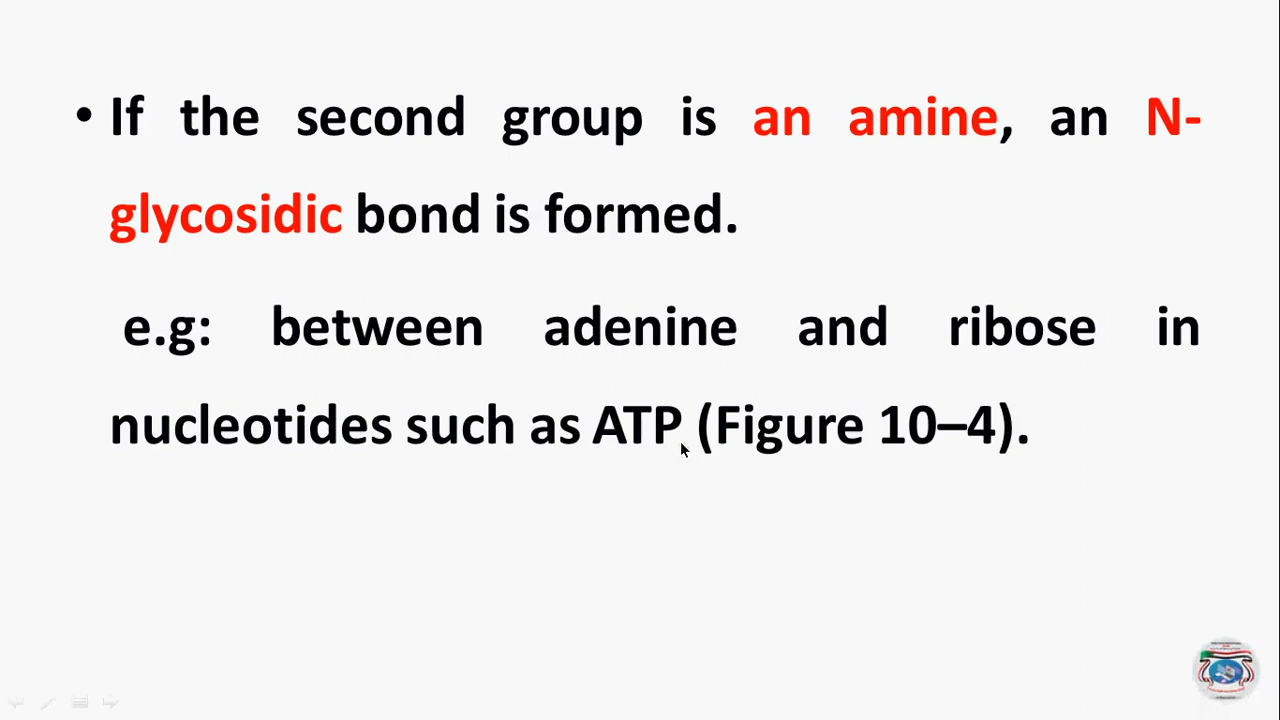 • If the second group is an amine, an N-
glycosidic bond is formed.
e.g: between adenine and ribose in
nucleotides such as ATP (Figure 10–4).